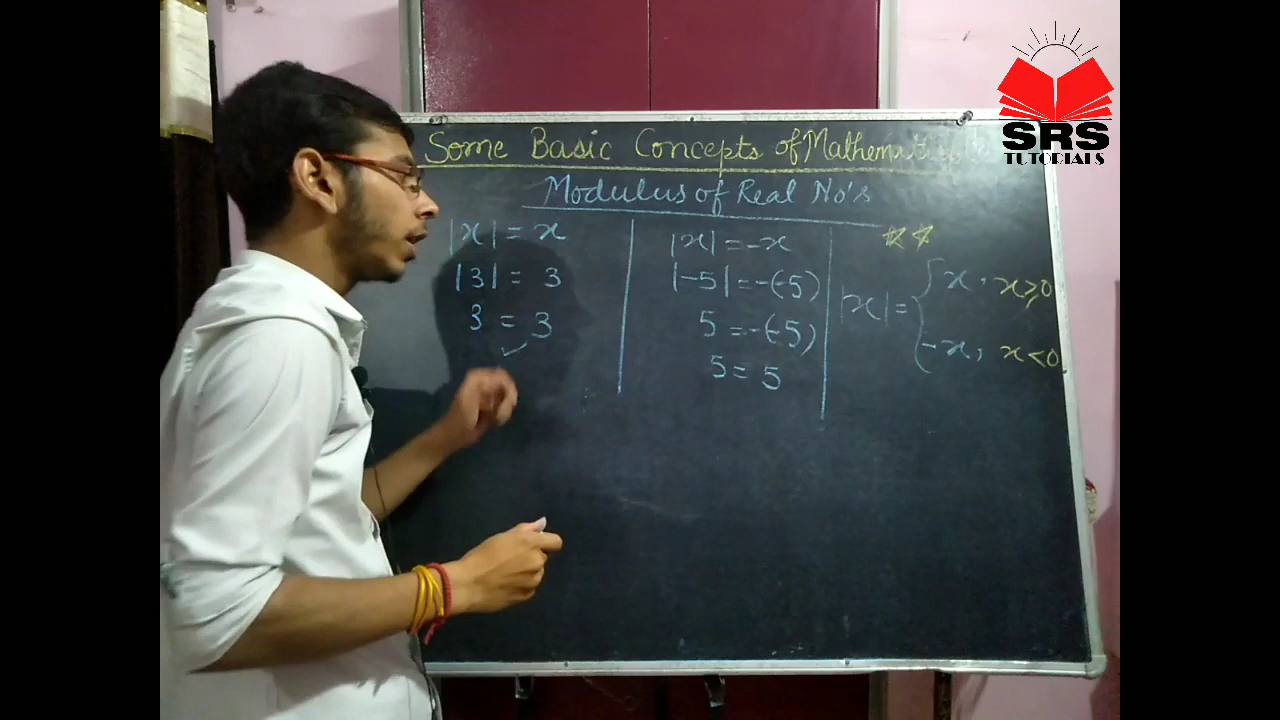 SRS
TUTORIALS
Some Basic Concepts of Mathematics
Modulus of Real No's
|x| = x
|3| = 3
3 = 3
✓
|x| = -x
|-5| = -(-5)
5 = -(-5)
5 = 5
☆☆
|x| = { x, x ≥ 0
-x, x < 0